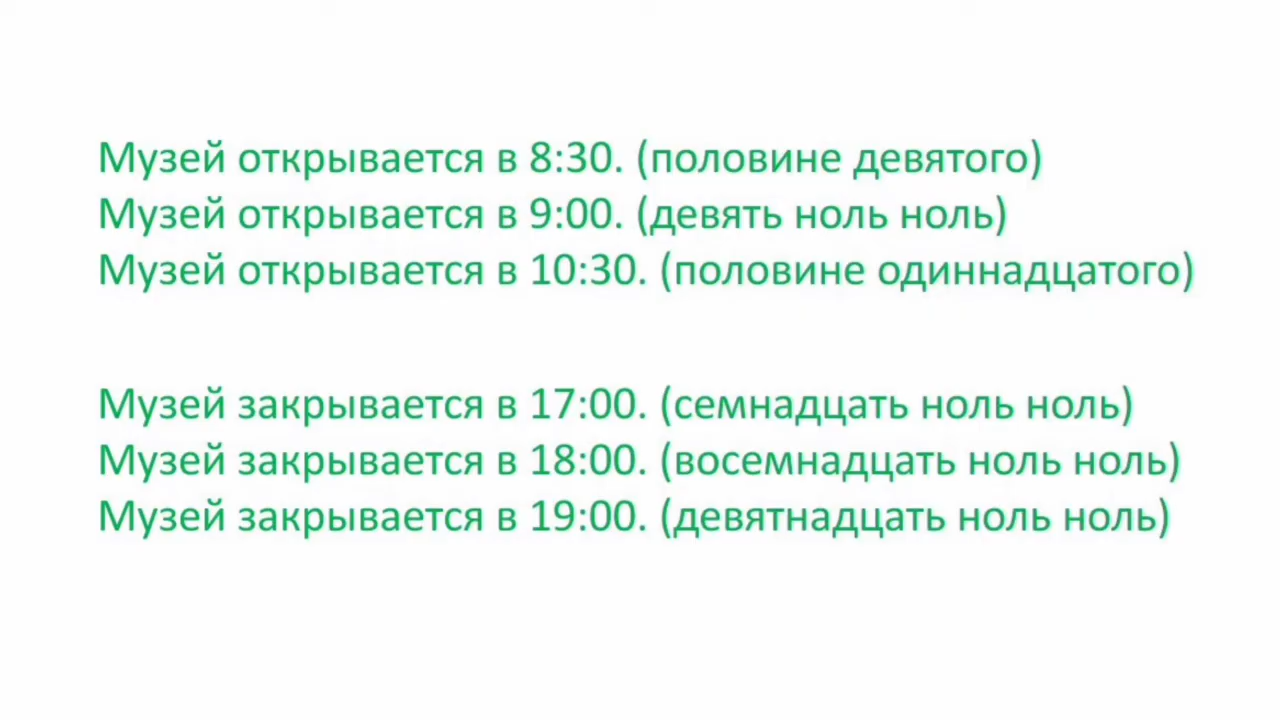 Музей открывается в 8:30. (половине девятого)
Музей открывается в 9:00. (девять ноль ноль)
Музей открывается в 10:30. (половине одиннадцатого)
Музей закрывается в 17:00. (семнадцать ноль ноль)
Музей закрывается в 18:00. (восемнадцать ноль ноль)
Музей закрывается в 19:00. (девятнадцать ноль ноль)